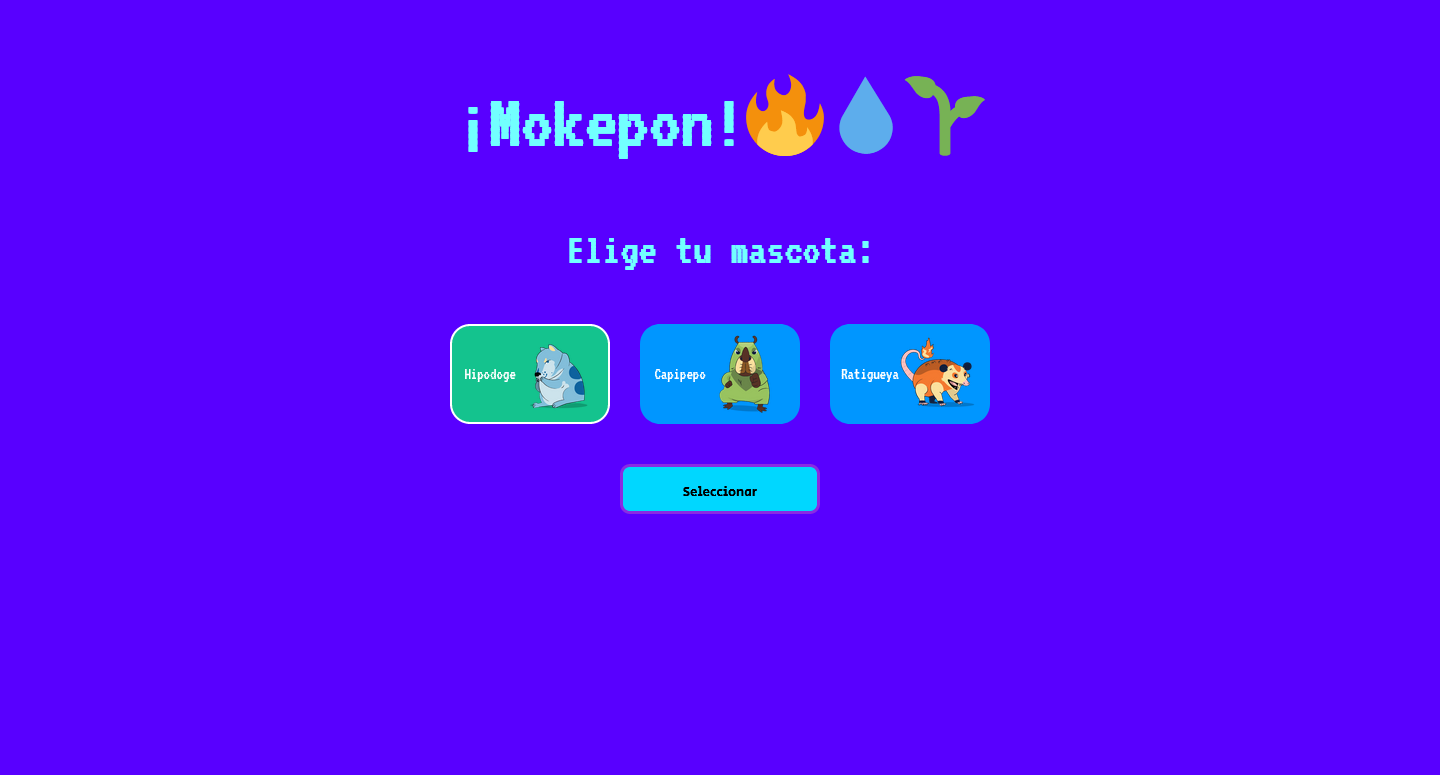 ¡Mokepon!🔥💧🌱
Elige tu mascota:
Hipodoge
Capipepo
Ratigueya
Seleccionar